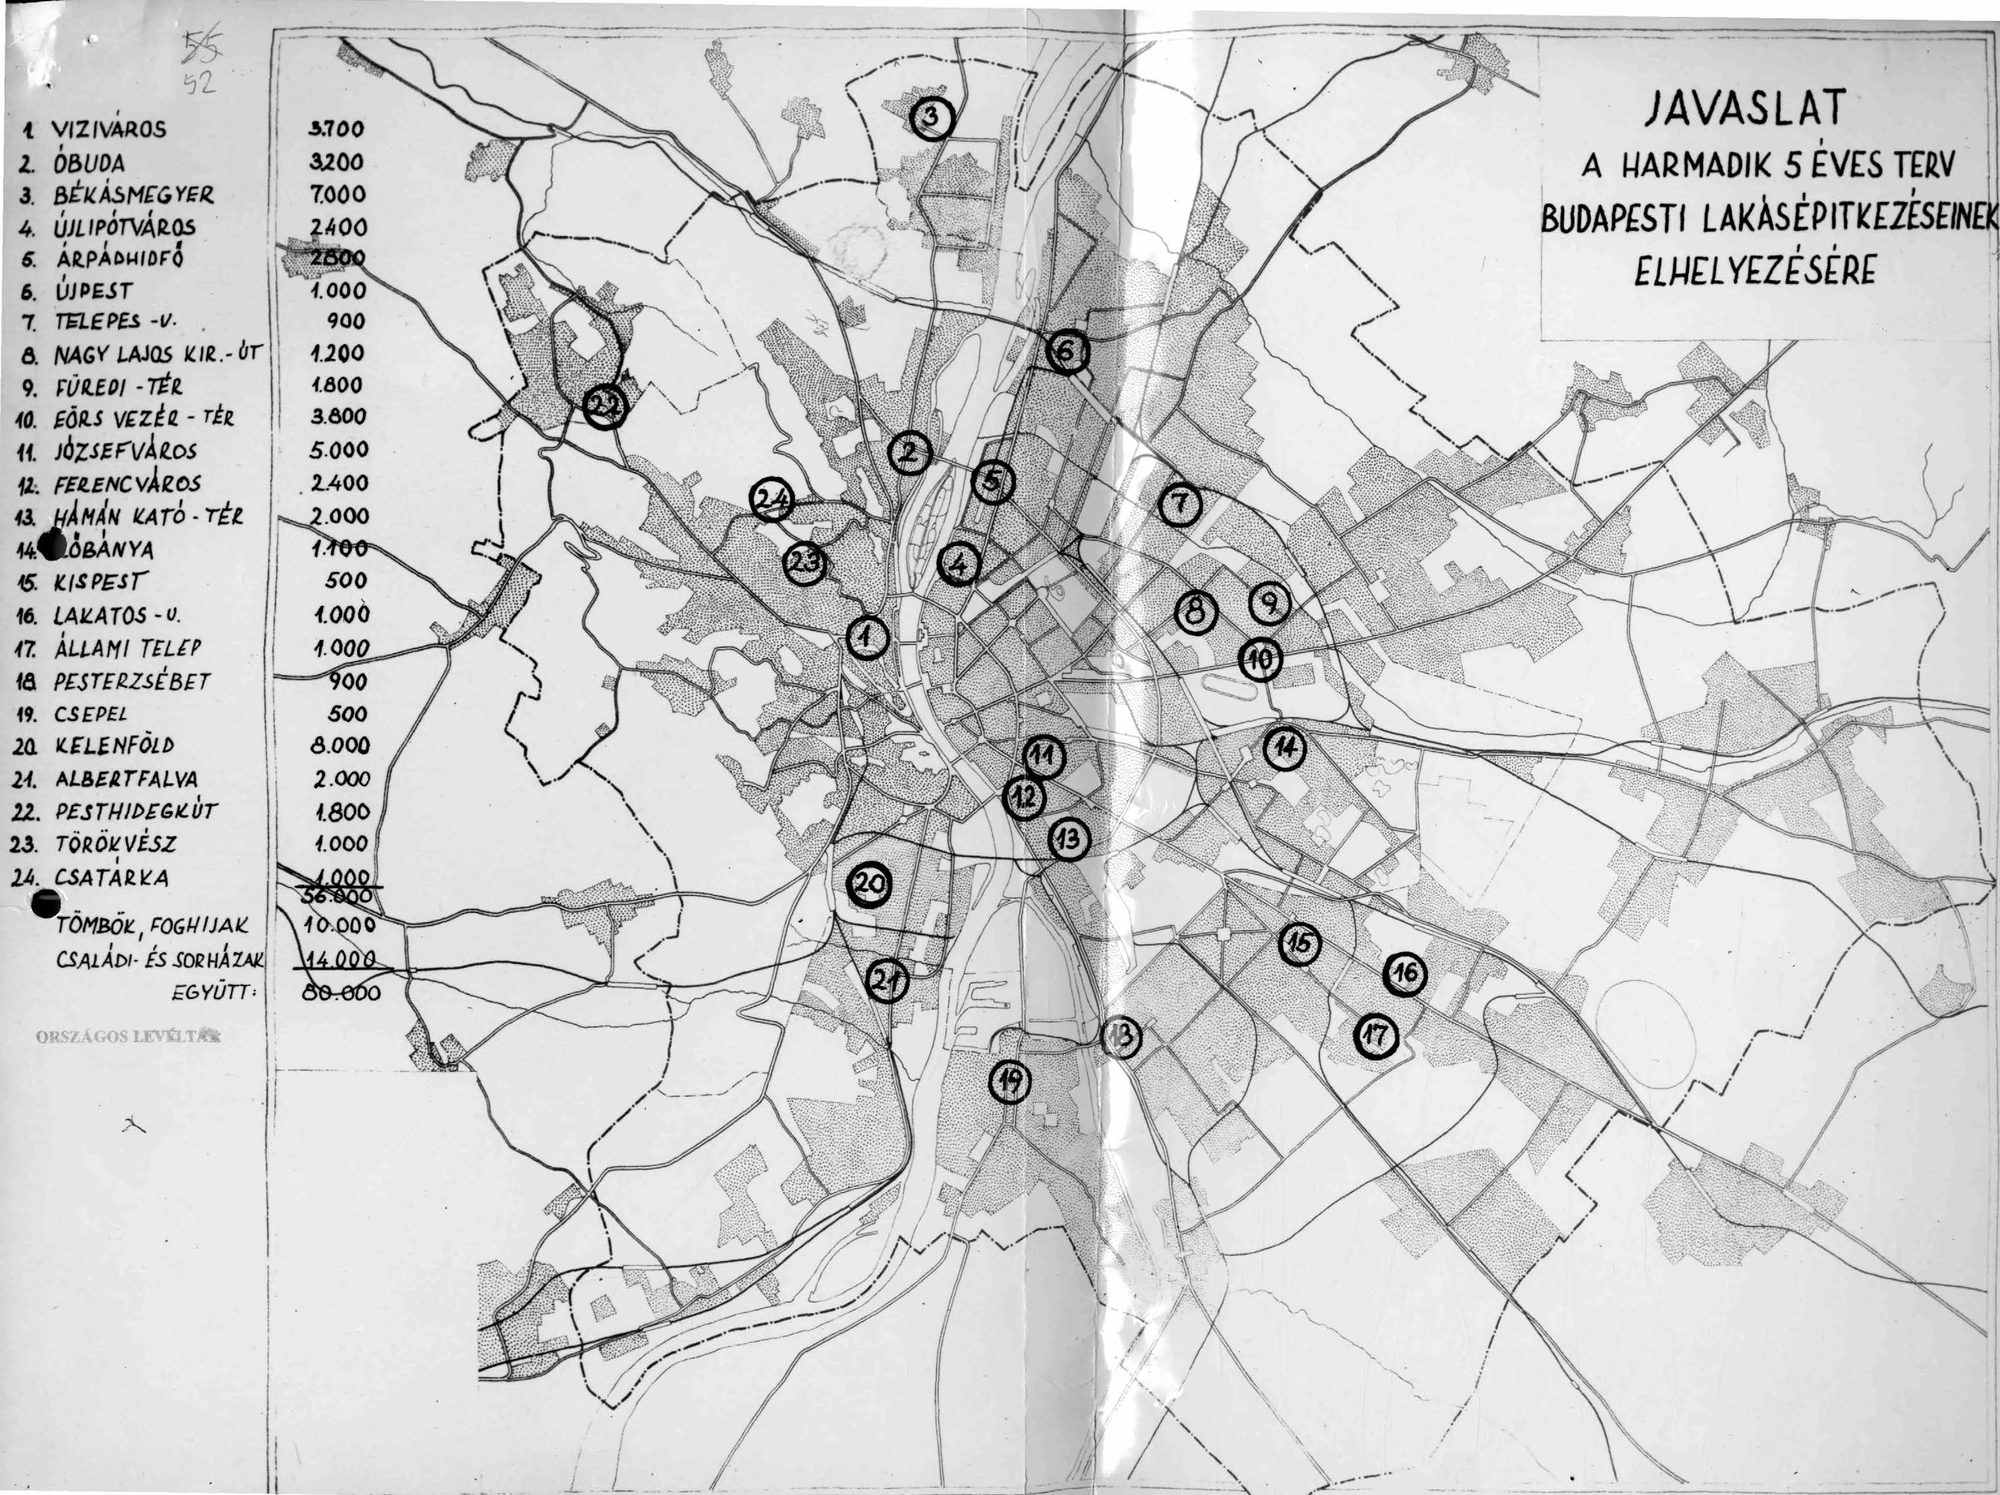 55
52
1 VIZIVÁROS 3.700
2. ÓBUDA 3200
3. BÉKÁSMEGYER 7.000
4. ÚJLIPÓTVÁROS 2.400
5. ÁRPÁDHIDFŐ 2800
6. ÚJPEST 1.000
7. TELEPES -U. 900
8. NAGY LAJOS KIR.- ÚT 1.200
9. FÜREDI - TÉR 1.800
10. EÖRS VEZÉR - TÉR 3.800
11. JÓZSEFVÁROS 5.000
12. FERENCVÁROS 2.400
13. HÁMÁN KATÓ - TÉR 2.000
14. ŐBÁNYA 1.100
15. KISPEST 500
16. LAKATOS -U. 1.000
17. ÁLLAMI TELEP 1.000
18 PESTERZSÉBET 900
19. CSEPEL 500
20. KELENFÖLD 8.000
21. ALBERTFALVA 2.000
22. PESTHIDEGKÚT 1.800
23. TÖRÖKVÉSZ 1.000
24. CSATÁRKA 1.000
56.000
TÖMBÖK, FOGHIJAK 10.000
CSALÁDI- ÉS SORHÁZAK 14.000
EGYÜTT: 80.000
ORSZÁGOS LEVÉLTÁR
JAVASLAT
A HARMADIK 5 ÉVES TERV
BUDAPESTI LAKÁSÉPITKEZÉSEINEK
ELHELYEZÉSÉRE
3
6
22
2
5
24
7
4
23
9
8
1
10
14
11
12
13
20
15
16
21
17
18
19